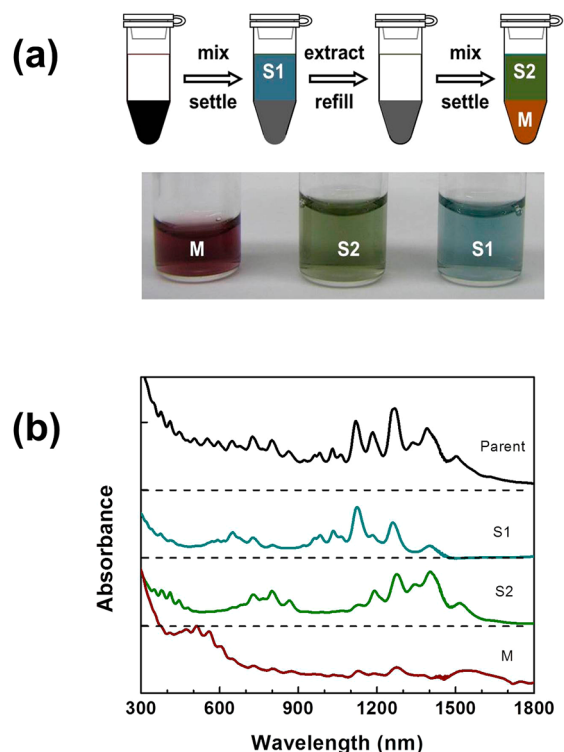 (a)
mix
settle
S1
extract
refill
mix
settle
S2
M
M
S2
S1
(b)
Absorbance
Parent
S1
S2
M
300 600 900 1200 1500 1800
Wavelength (nm)